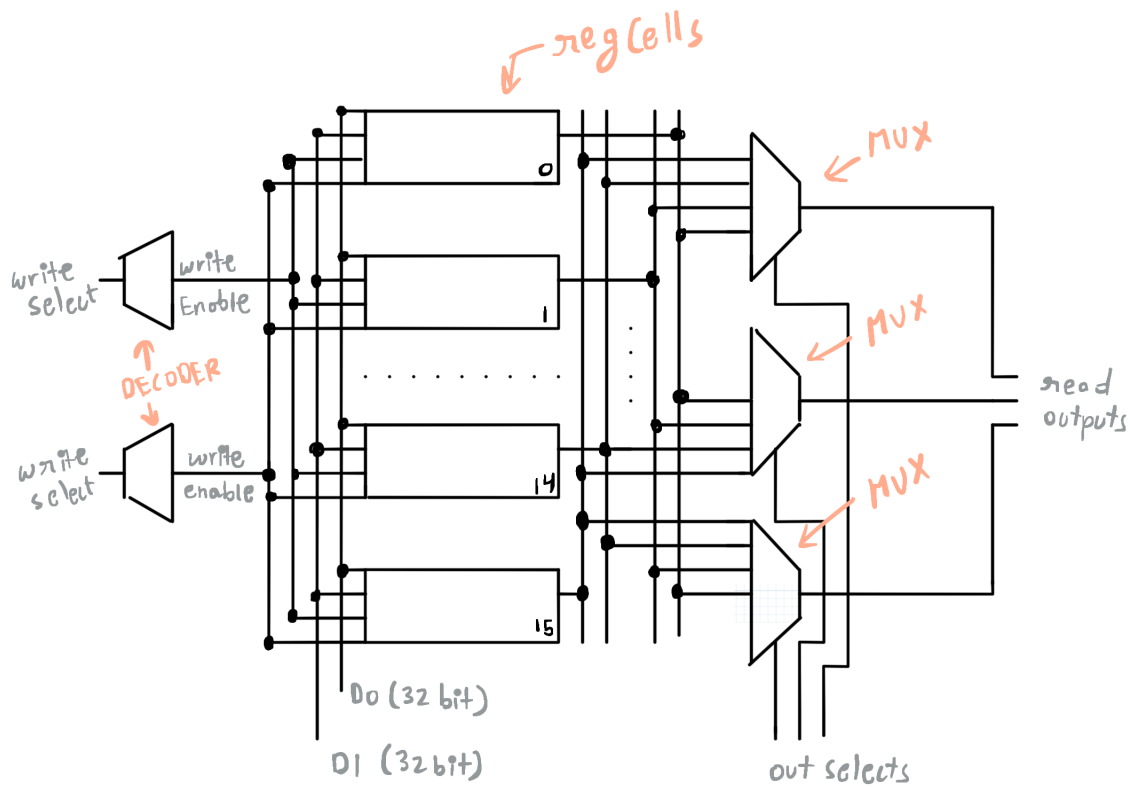 regCells
0
MUX
write
select
write
Enable
1
MUX
DECODER
read
outputs
write
select
write
enable
14
MUX
15
D0 (32 bit)
D1 (32 bit)
out selects